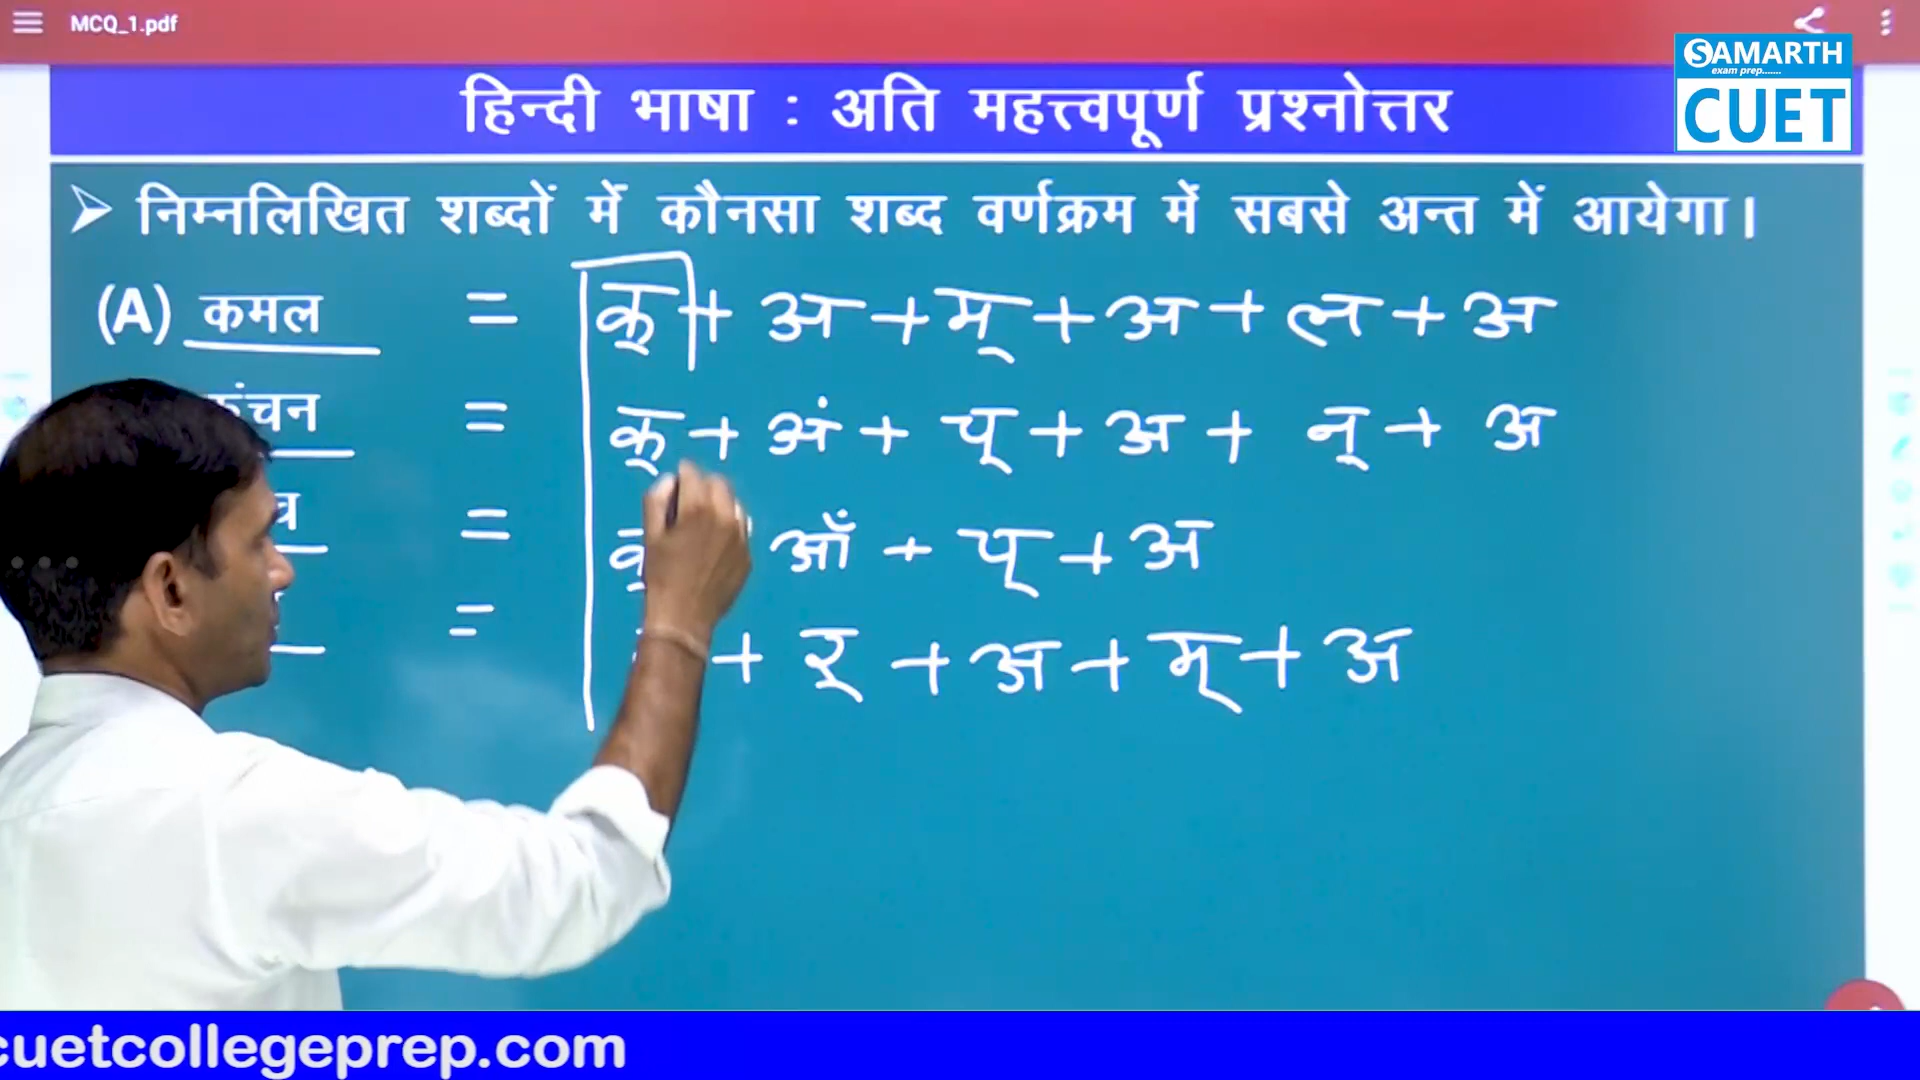 MCQ_1.pdf
SAMARTH
exam prep.......
CUET
हिन्दी भाषा : अति महत्त्वपूर्ण प्रश्नोत्तर
निम्नलिखित शब्दों में कौनसा शब्द वर्णक्रम में सबसे अन्त में आयेगा।
(A) कमल = क् + अ + म् + अ + ल + अ
= क् + अं + च् + अ + न् + अ
= आँ + च् + अ
= + र् + अ + म् + अ
cuetcollegeprep.com